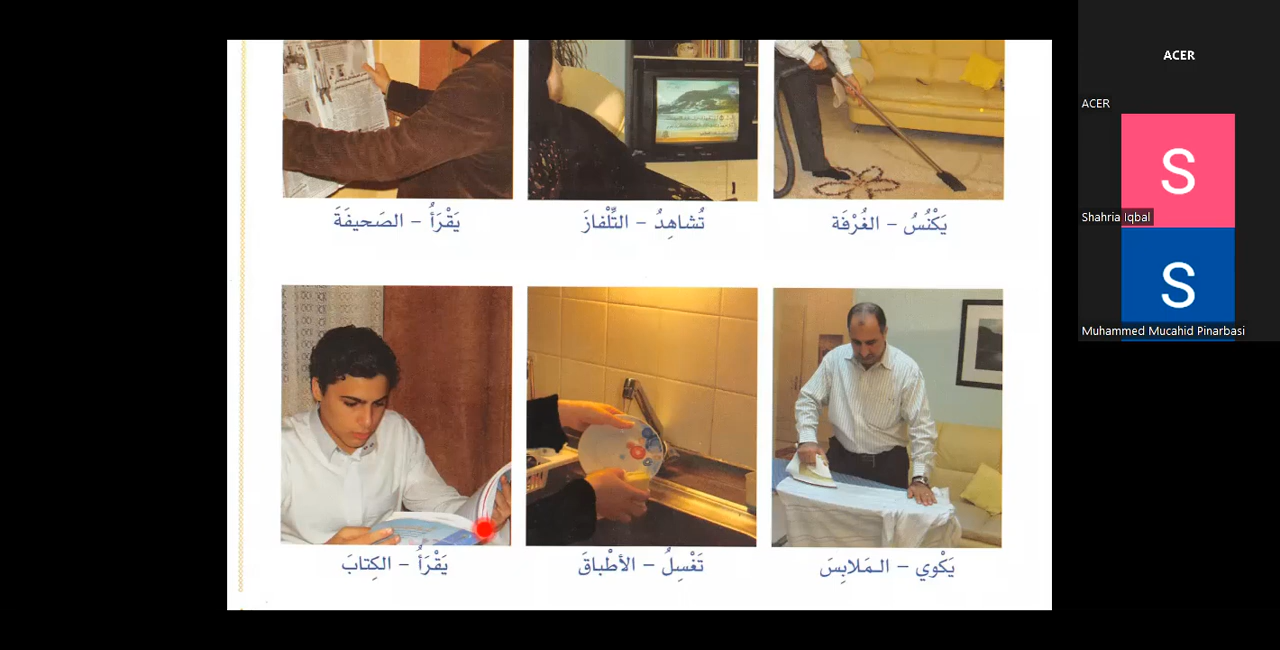 يَكْنُسُ – الغُرْفَة
تُشاهِدُ – التِّلْفازَ
يَقْرَأُ – الصَحيفَةَ
يَكْوي – المَلابِسَ
تَغْسِلُ – الأطْباقَ
يَقْرَأُ – الكِتابَ
ACER
ACER
S
Shahria Iqbal
S
Muhammed Mucahid Pinarbasi